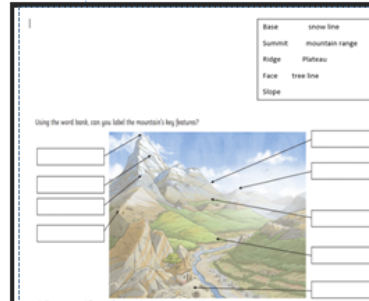 Base snow line
Summit mountain range
Ridge Plateau
Face tree line
Slope
Using the word bank, can you label the mountain's key features?